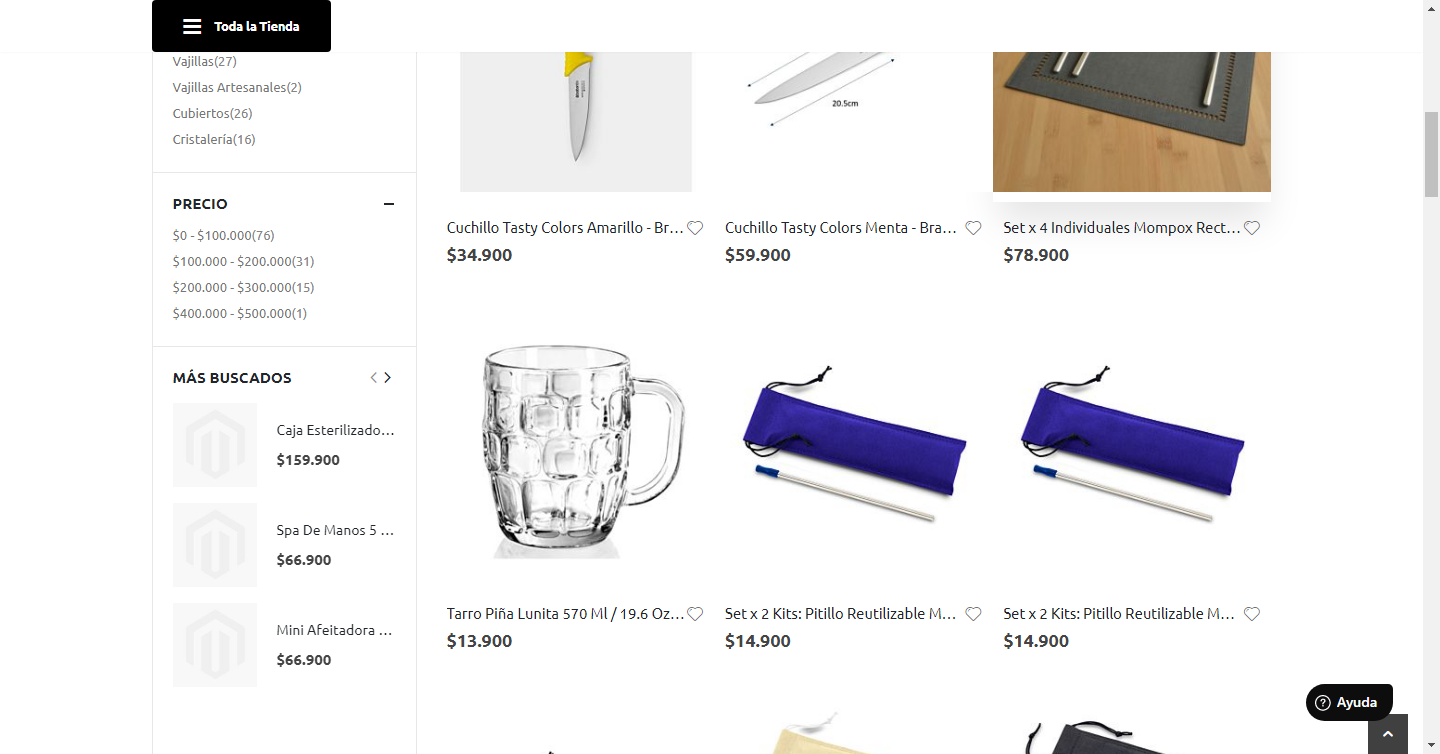 Toda la Tienda
Vajillas(27)
Vajillas Artesanales(2)
Cubiertos(26)
Cristalería(16)
PRECIO
$0 - $100.000(76)
$100.000 - $200.000(31)
$200.000 - $300.000(15)
$400.000 - $500.000(1)
MÁS BUSCADOS
Caja Esterilizado...
$159.900
Spa De Manos 5 ...
$66.900
Mini Afeitadora ...
$66.900
20.5cm
Cuchillo Tasty Colors Amarillo - Br...
$34.900
Cuchillo Tasty Colors Menta - Bra...
$59.900
Set x 4 Individuales Mompox Rect...
$78.900
Tarro Piña Lunita 570 Ml / 19.6 Oz...
$13.900
Set x 2 Kits: Pitillo Reutilizable M...
$14.900
Set x 2 Kits: Pitillo Reutilizable M...
$14.900
Ayuda